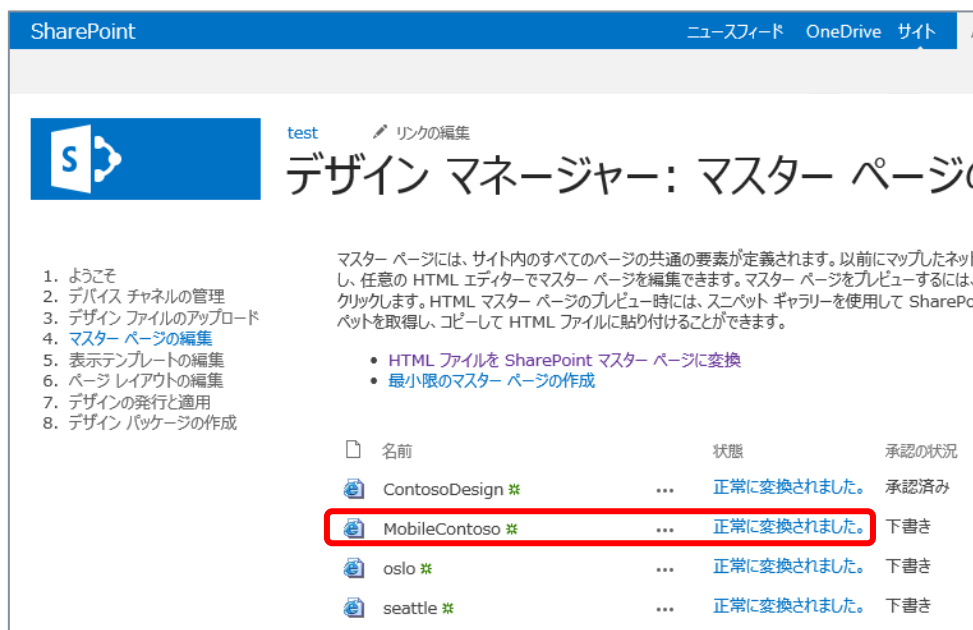 SharePoint
ニュースフィード OneDrive サイト
test リンクの編集
デザイン マネージャー: マスター ページ
1. ようこそ
2. デバイス チャネルの管理
3. デザイン ファイルのアップロード
4. マスター ページの編集
5. 表示テンプレートの編集
6. ページ レイアウトの編集
7. デザインの発行と適用
8. デザイン パッケージの作成
マスター ページには、サイト内のすべてのページの共通の要素が定義されます。以前にマップしたネット
し、任意の HTML エディターでマスター ページを編集できます。マスター ページをプレビューするには、
クリックします。HTML マスター ページのプレビュー時には、スニペット ギャラリーを使用して SharePo
ペットを取得し、コピーして HTML ファイルに貼り付けることができます。
• HTML ファイルを SharePoint マスター ページに変換
• 最小限のマスター ページの作成
名前 状態 承認の状況
ContosoDesign ... 正常に変換されました。 承認済み
MobileContoso ... 正常に変換されました。 下書き
oslo ... 正常に変換されました。 下書き
seattle ... 正常に変換されました。 下書き